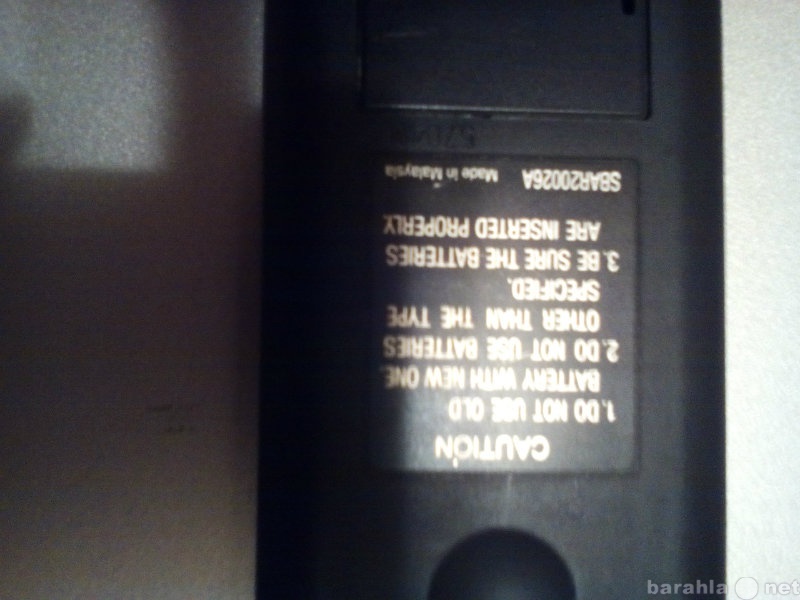 CAUTION
1. DO NOT USE OLD
BATTERY WITH NEW ONE.
2. DO NOT USE BATTERIES
OTHER THAN THE TYPE
SPECIFIED.
3. BE SURE THE BATTERIES
ARE INSERTED PROPERLY.
SBAR20026A Made in Malaysia
barahla net